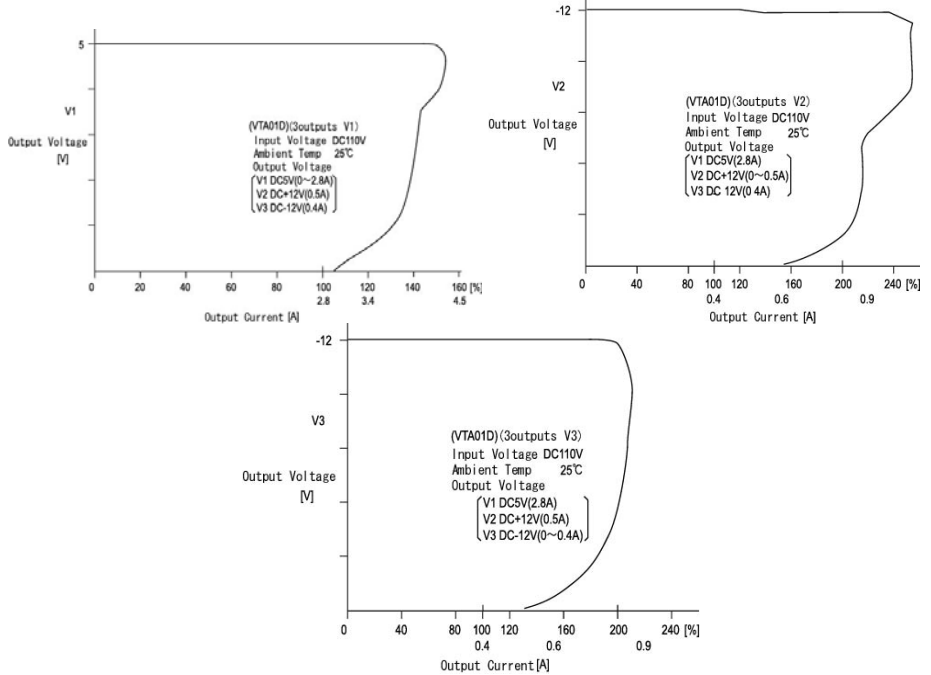 5
V1
Output Voltage
[V]
(VTA01D)(3outputs V1)
Input Voltage DC110V
Ambient Temp 25℃
Output Voltage
V1 DC5V(0~2.8A)
V2 DC+12V(0.5A)
V3 DC-12V(0.4A)
0 20 40 60 80 100 120 140 160 [%]
2.8 3.4 4.5
Output Current [A]
-12
V2
Output Voltage
[V]
(VTA01D)(3outputs V2)
Input Voltage DC110V
Ambient Temp 25℃
Output Voltage
V1 DC5V(2.8A)
V2 DC+12V(0~0.5A)
V3 DC 12V(0 4A)
0 40 80 100 120 160 200 240 [%]
0.4 0.6 0.9
Output Current [A]
-12
V3
Output Voltage
[V]
(VTA01D)(3outputs V3)
Input Voltage DC110V
Ambient Temp 25℃
Output Voltage
V1 DC5V(2.8A)
V2 DC+12V(0.5A)
V3 DC-12V(0~0.4A)
0 40 80 100 120 160 200 240 [%]
0.4 0.6 0.9
Output Current [A]